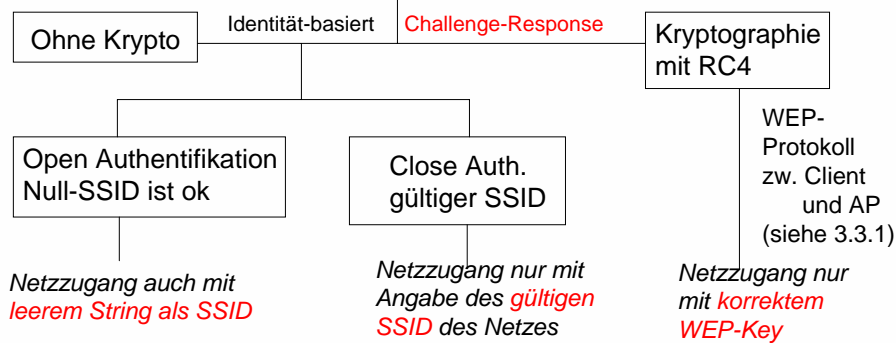 Ohne Krypto
Identität-basiert
Challenge-Response
Kryptographie
mit RC4
Open Authentifikation
Null-SSID ist ok
Close Auth.
gültiger SSID
WEP-
Protokoll
zw. Client
und AP
(siehe 3.3.1)
Netzzugang auch mit
leerem String als SSID
Netzzugang nur mit
Angabe des gültigen
SSID des Netzes
Netzzugang nur
mit korrektem
WEP-Key